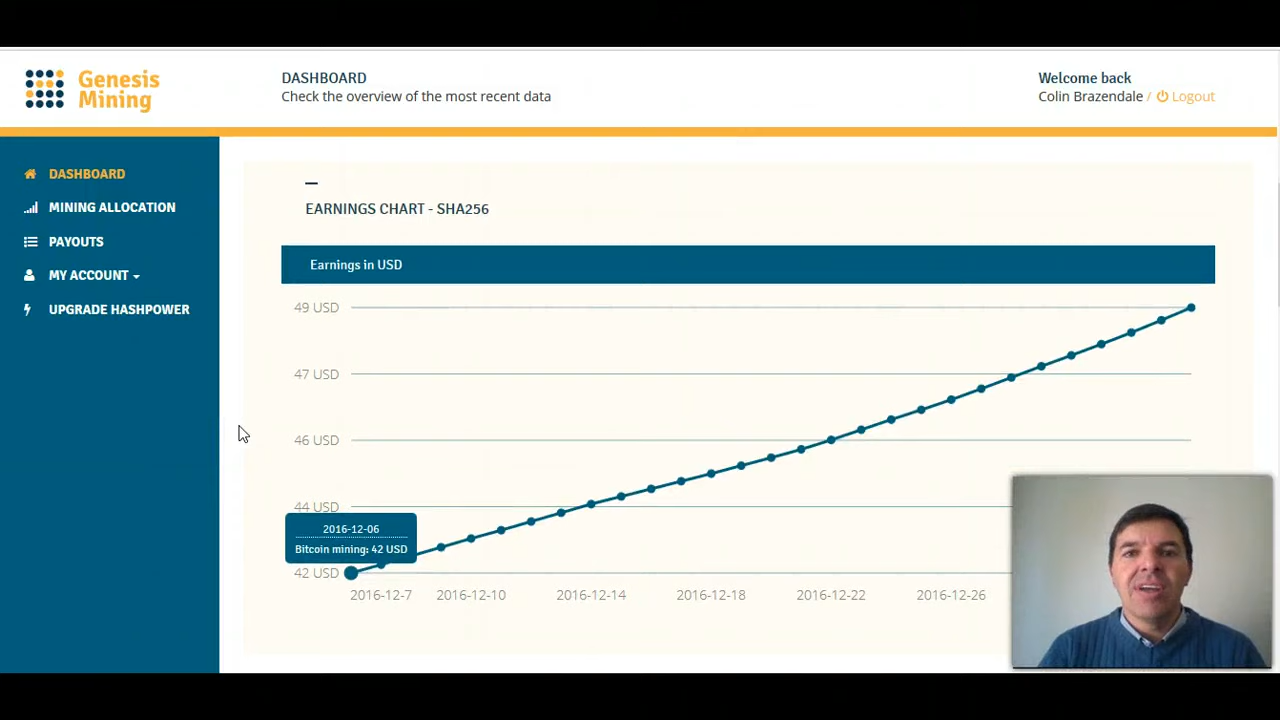 Genesis
Mining
DASHBOARD
Check the overview of the most recent data
Welcome back
Colin Brazendale / Logout
DASHBOARD
MINING ALLOCATION
PAYOUTS
MY ACCOUNT
UPGRADE HASHPOWER
EARNINGS CHART - SHA256
Earnings in USD
49 USD
47 USD
46 USD
44 USD
2016-12-06
Bitcoin mining: 42 USD
42 USD
2016-12-7 2016-12-10 2016-12-14 2016-12-18 2016-12-22 2016-12-26